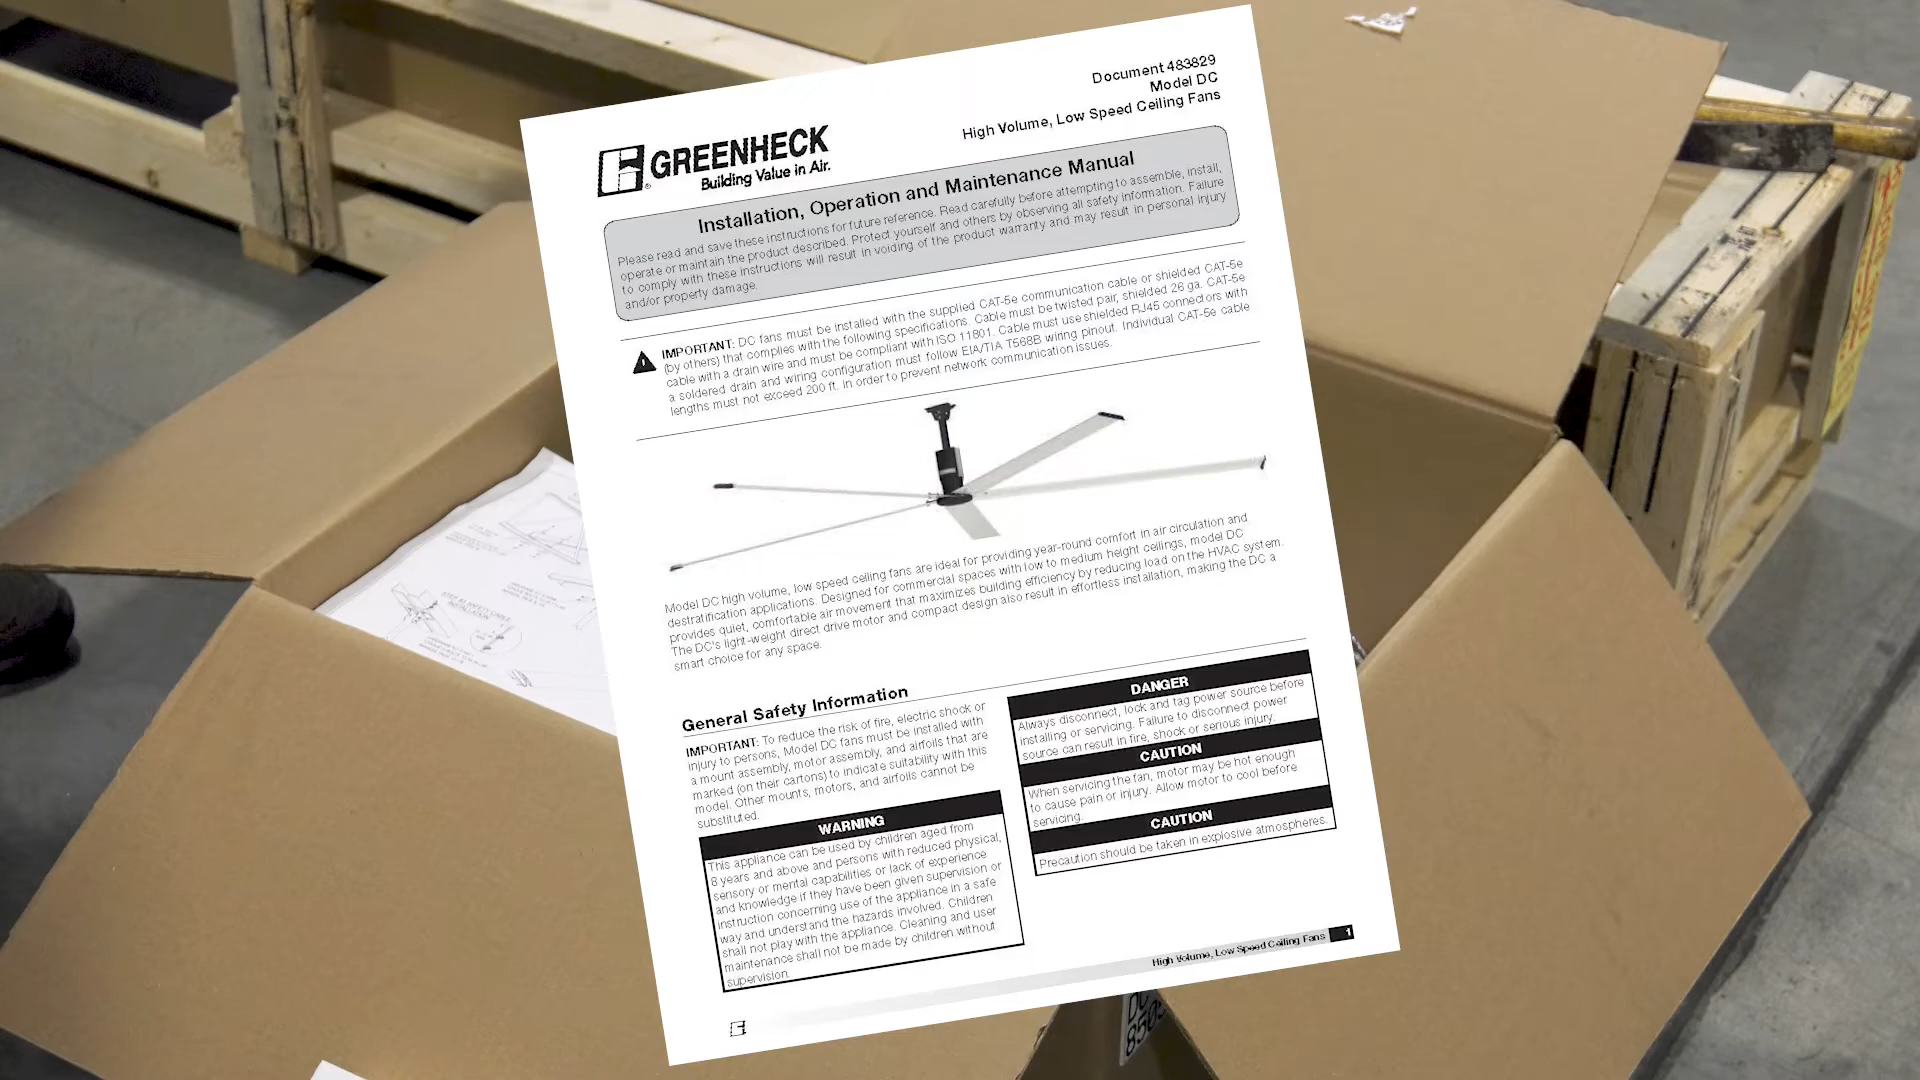 Document 483829
Model DC
High Volume, Low Speed Ceiling Fans
GREENHECK
Building Value in Air.
Installation, Operation and Maintenance Manual
Please read and save these instructions for future reference. Read carefully before attempting to assemble, install,
operate or maintain the product described. Protect yourself and others by observing all safety information. Failure
to comply with these instructions will result in voiding of the product warranty and may result in personal injury
and/or property damage.
IMPORTANT: DC fans must be installed with the supplied CAT-5e communication cable or shielded CAT-5e
(by others) that complies with the following specifications. Cable must be twisted pair, shielded 26 ga. CAT-5e
cable with a drain wire and must be compliant with ISO 11801. Cable must use shielded RJ45 connectors with
a soldered drain and wiring configuration must follow EIA/TIA T568B wiring pinout. Individual CAT-5e cable
lengths must not exceed 200 ft. in order to prevent network communication issues.
Model DC high volume, low speed ceiling fans are ideal for providing year-round comfort in air circulation and
destratification applications. Designed for commercial spaces with low to medium height ceilings, model DC
provides quiet, comfortable air movement that maximizes building efficiency by reducing load on the HVAC system.
The DC's light-weight direct drive motor and compact design also result in effortless installation, making the DC a
smart choice for any space.
General Safety Information
IMPORTANT: To reduce the risk of fire, electric shock or
injury to persons, Model DC fans must be installed with
a mount assembly, motor assembly, and airfoils that are
marked (on their cartons) to indicate suitability with this
model. Other mounts, motors, and airfoils cannot be
substituted.
WARNING
This appliance can be used by children aged from
8 years and above and persons with reduced physical,
sensory or mental capabilities or lack of experience
and knowledge if they have been given supervision or
instruction concerning use of the appliance in a safe
way and understand the hazards involved. Children
shall not play with the appliance. Cleaning and user
maintenance shall not be made by children without
supervision.
DANGER
Always disconnect, lock and tag power source before
installing or servicing. Failure to disconnect power
source can result in fire, shock or serious injury.
CAUTION
When servicing the fan, motor may be hot enough
to cause pain or injury. Allow motor to cool before
servicing.
CAUTION
Precaution should be taken in explosive atmospheres.
High Volume, Low Speed Ceiling Fans 1